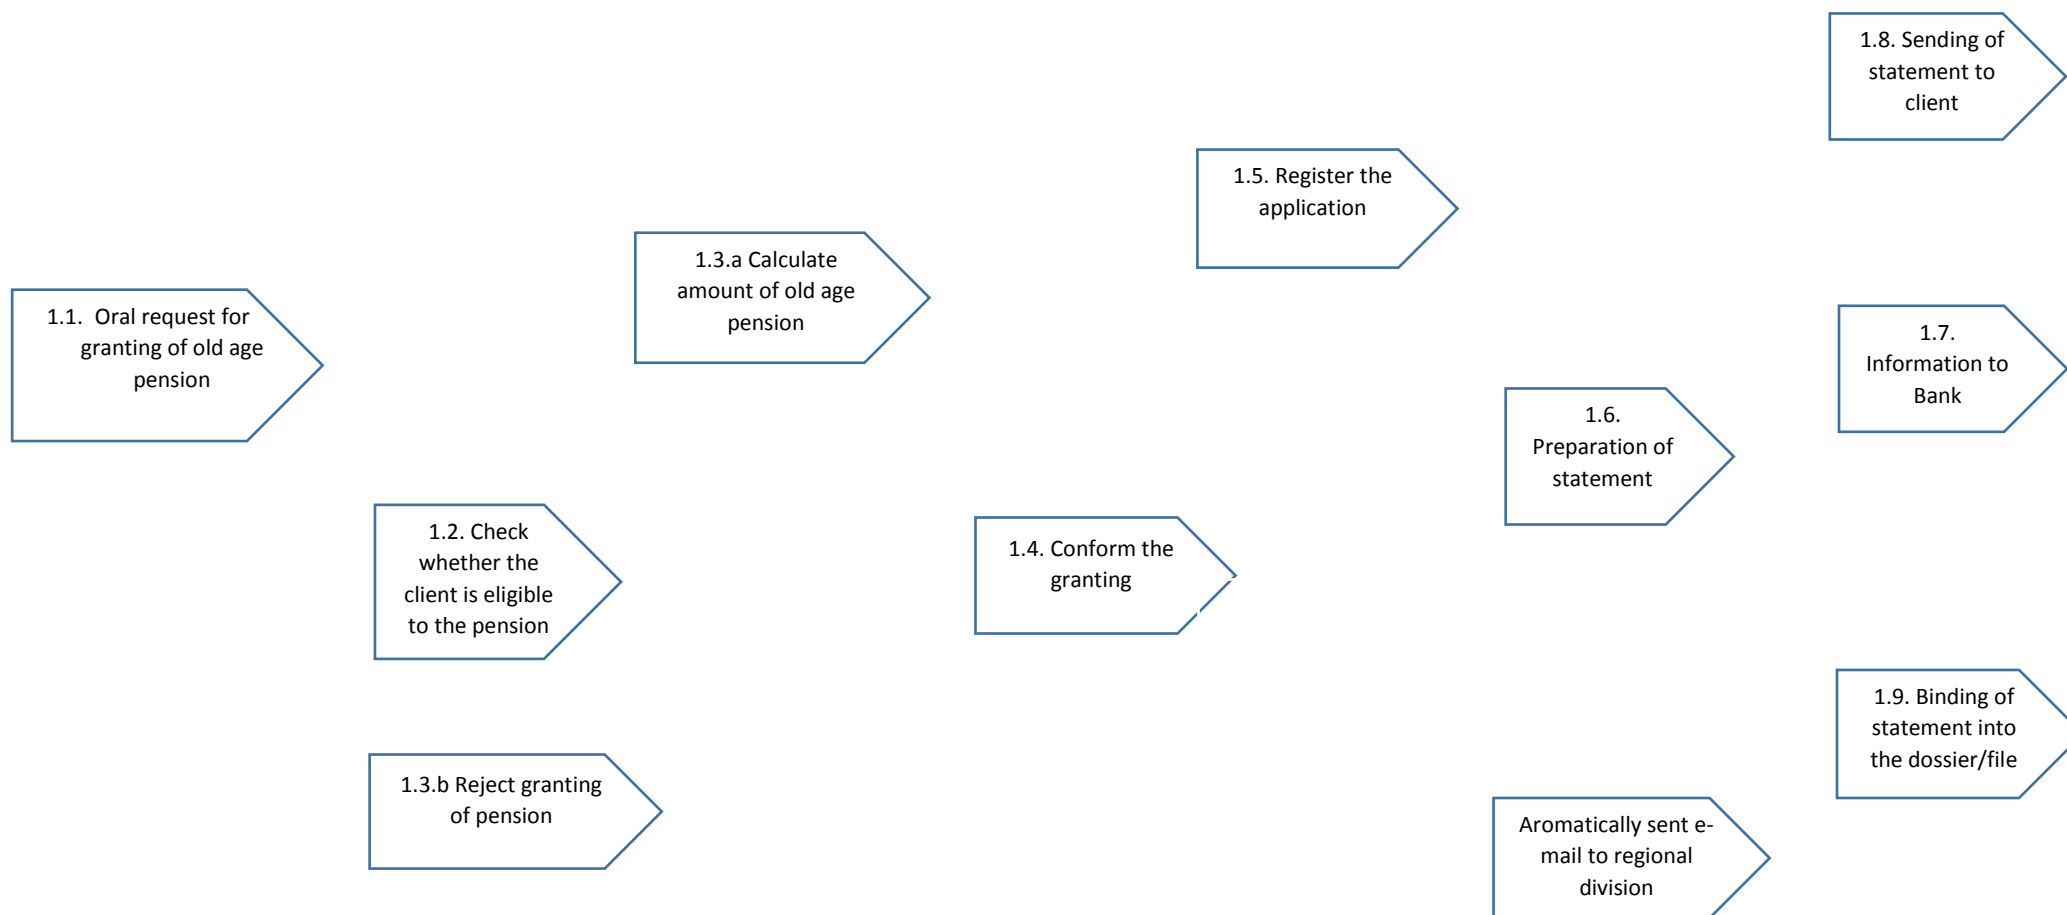 1.1. Oral request for
granting of old age
pension
1.2. Check
whether the
client is eligible
to the pension
1.3.a Calculate
amount of old age
pension
1.3.b Reject granting
of pension
1.4. Conform the
granting
1.5. Register the
application
1.6.
Preparation of
statement
1.7.
Information to
Bank
1.8. Sending of
statement to
client
1.9. Binding of
statement into
the dossier/file
Aromatically sent e-
mail to regional
division